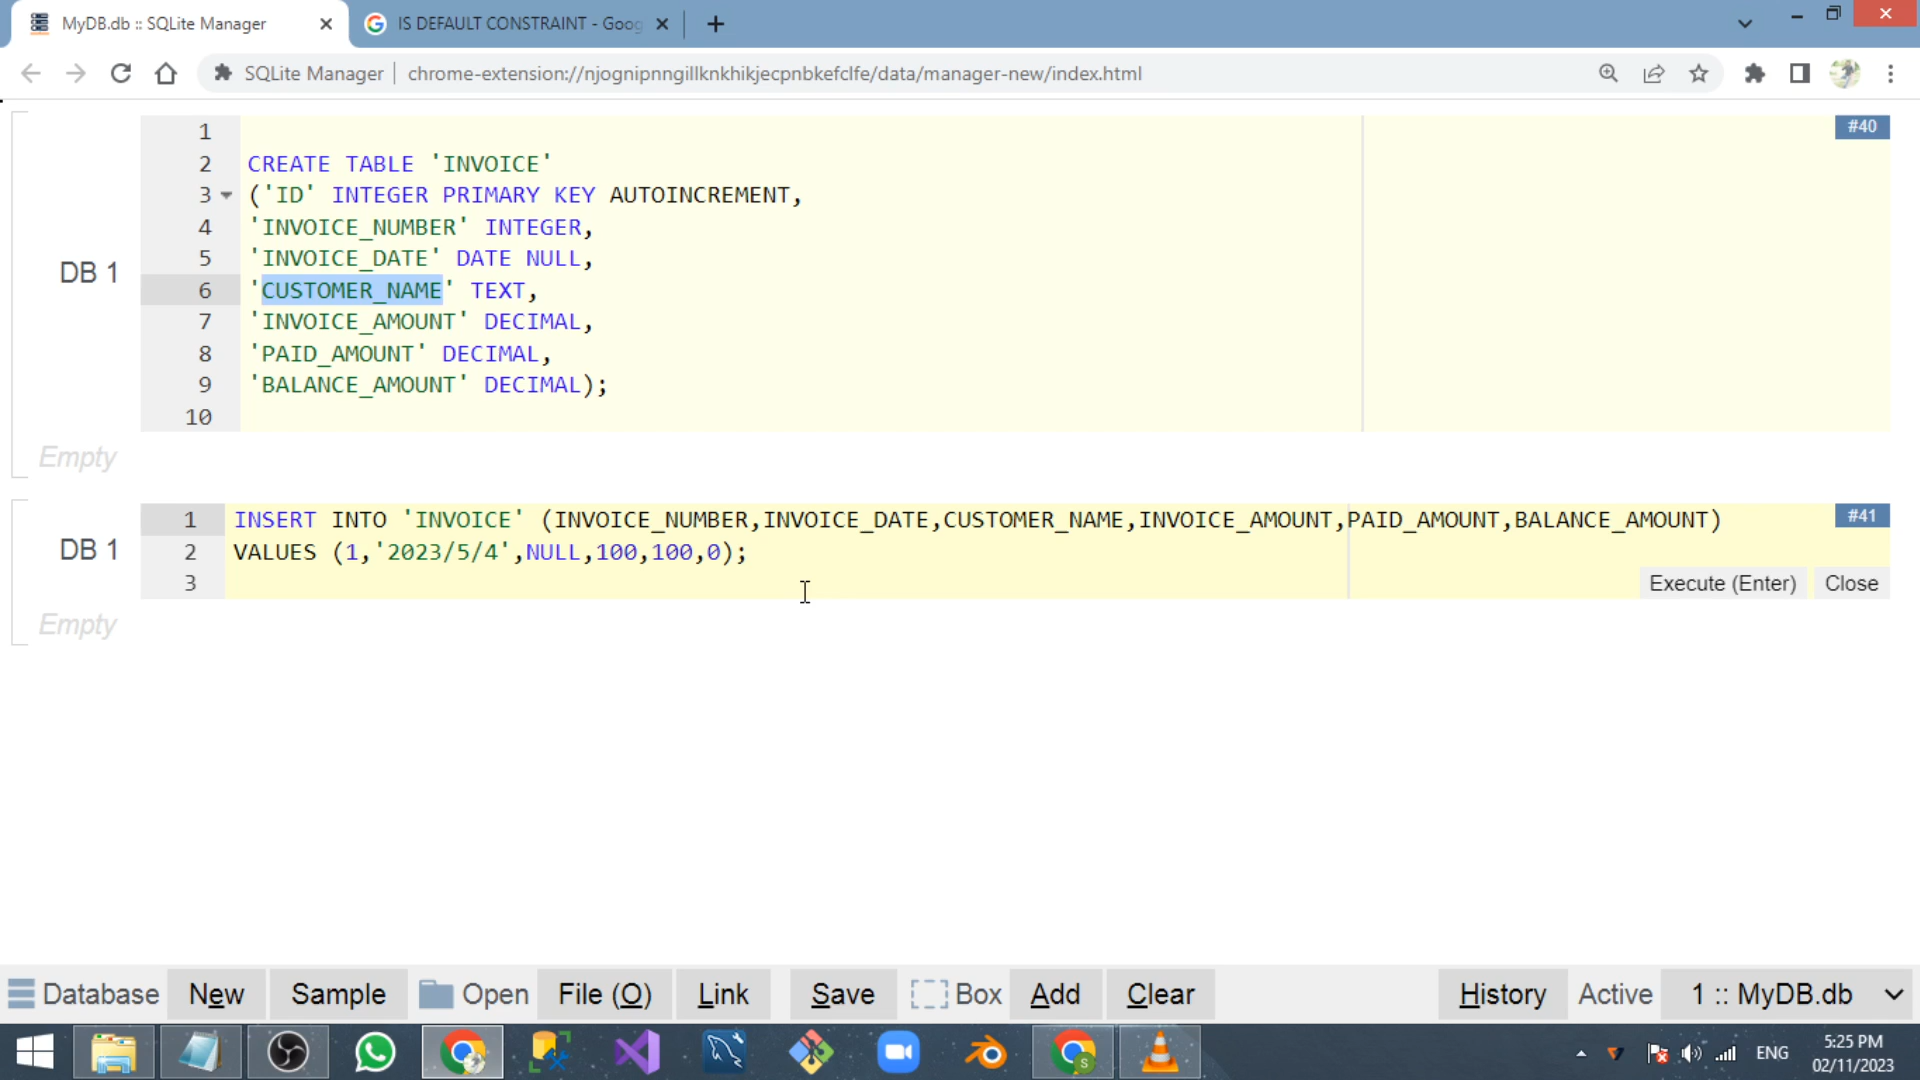 MyDB.db :: SQLite Manager
IS DEFAULT CONSTRAINT - Goog
SQLite Manager
chrome-extension://njognipnngillknkhikjecpnbkefclfe/data/manager-new/index.html
#40
DB 1
1
2 CREATE TABLE 'INVOICE'
3 ('ID' INTEGER PRIMARY KEY AUTOINCREMENT,
4 'INVOICE_NUMBER' INTEGER,
5 'INVOICE_DATE' DATE NULL,
6 'CUSTOMER_NAME' TEXT,
7 'INVOICE_AMOUNT' DECIMAL,
8 'PAID_AMOUNT' DECIMAL,
9 'BALANCE_AMOUNT' DECIMAL);
10
Empty
#41
DB 1
1 INSERT INTO 'INVOICE' (INVOICE_NUMBER,INVOICE_DATE,CUSTOMER_NAME,INVOICE_AMOUNT,PAID_AMOUNT,BALANCE_AMOUNT)
2 VALUES (1,'2023/5/4',NULL,100,100,0);
3
Execute (Enter) Close
Empty
Database New Sample Open File (O) Link Save Box Add Clear History Active 1 :: MyDB.db
S
ENG
5:25 PM
02/11/2023